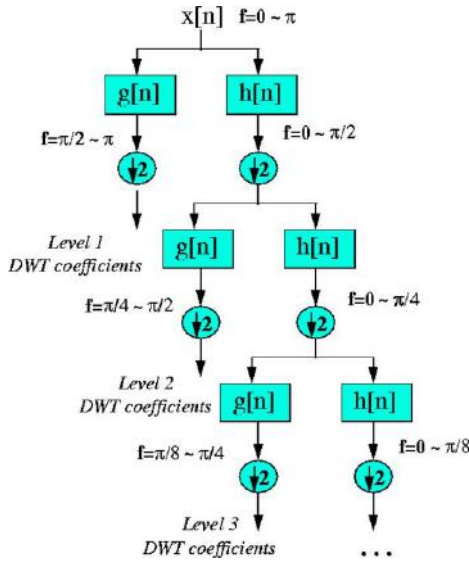 x[n] f=0 ~ π
g[n] h[n]
f=π/2 ~ π f=0 ~ π/2
↓2 ↓2
Level 1
DWT coefficients
g[n] h[n]
f=π/4 ~ π/2 f=0 ~ π/4
↓2 ↓2
Level 2
DWT coefficients
g[n] h[n]
f=π/8 ~ π/4 f=0 ~ π/8
↓2 ↓2
Level 3
DWT coefficients
...